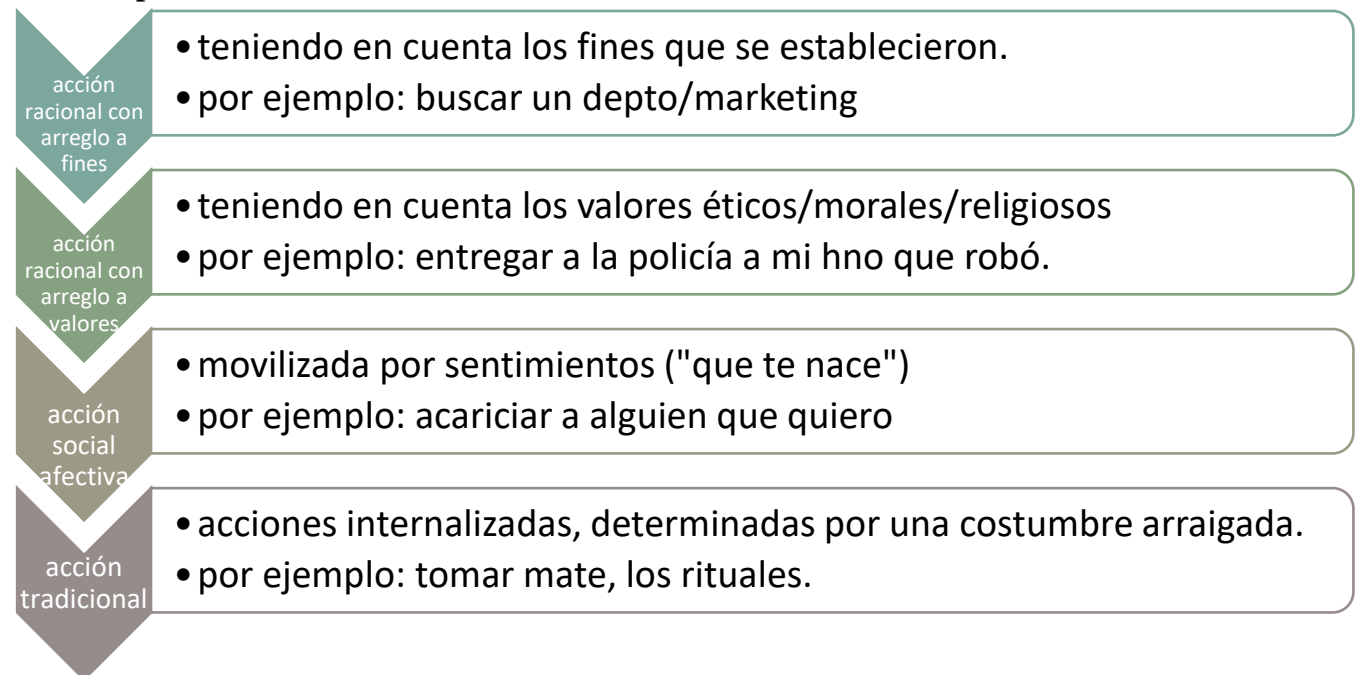 acción
racional con
arreglo a
fines
•teniendo en cuenta los fines que se establecieron.
•por ejemplo: buscar un depto/marketing
acción
racional con
arreglo a
valores
•teniendo en cuenta los valores éticos/morales/religiosos
•por ejemplo: entregar a la policía a mi hno que robó.
acción
social
afectiva
•movilizada por sentimientos ("que te nace")
•por ejemplo: acariciar a alguien que quiero
acción
tradicional
•acciones internalizadas, determinadas por una costumbre arraigada.
•por ejemplo: tomar mate, los rituales.